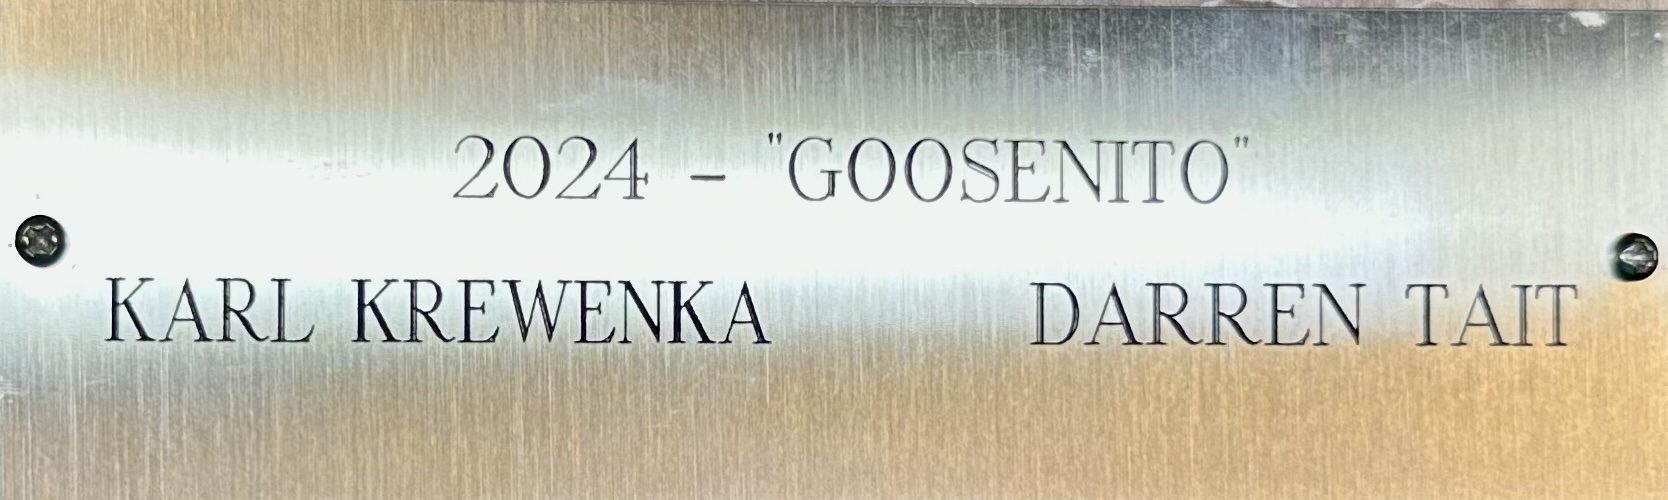 2024 – "GOOSENITO"
KARL KREWENKA DARREN TAIT